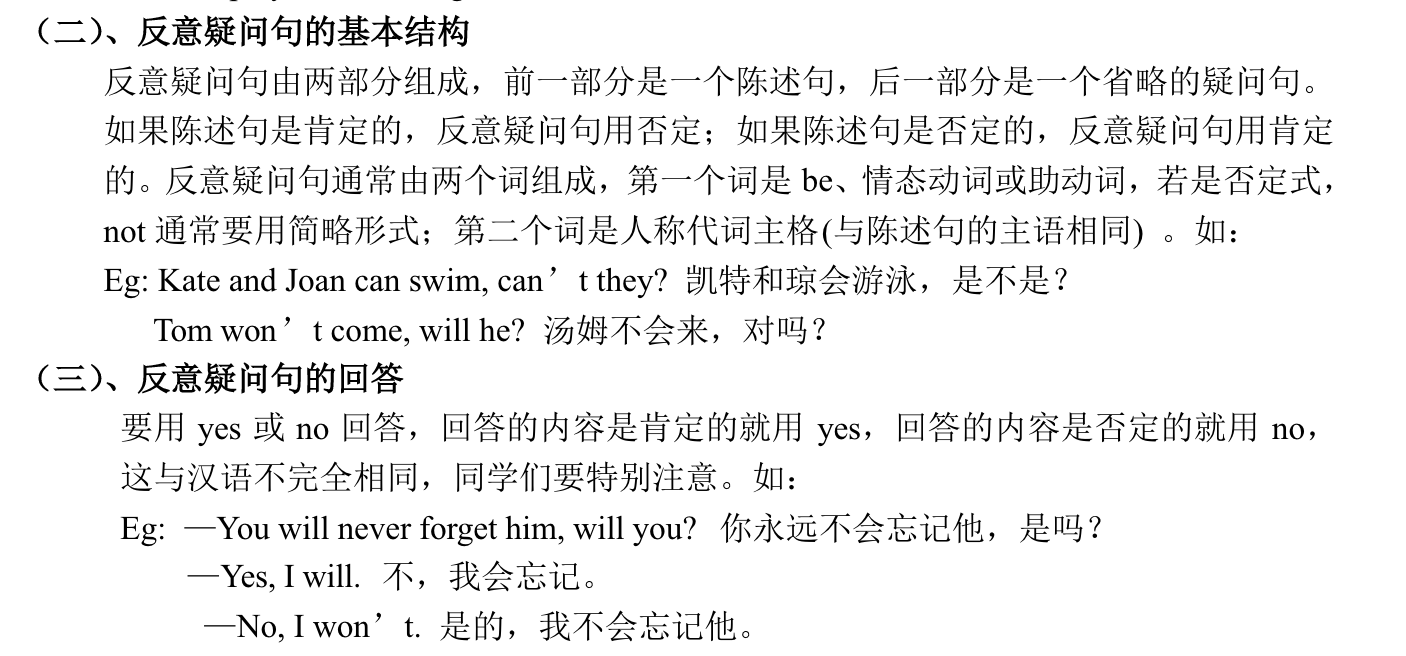 （二）、反意疑问句的基本结构
反意疑问句由两部分组成，前一部分是一个陈述句，后一部分是一个省略的疑问句。
如果陈述句是肯定的，反意疑问句用否定；如果陈述句是否定的，反意疑问句用肯定
的。反意疑问句通常由两个词组成，第一个词是 be、情态动词或助动词，若是否定式，
not 通常要用简略形式；第二个词是人称代词主格(与陈述句的主语相同) 。如：
Eg: Kate and Joan can swim, can’t they? 凯特和琼会游泳，是不是？
Tom won’t come, will he? 汤姆不会来，对吗？
（三）、反意疑问句的回答
要用 yes 或 no 回答，回答的内容是肯定的就用 yes，回答的内容是否定的就用 no，
这与汉语不完全相同，同学们要特别注意。如：
Eg: —You will never forget him, will you? 你永远不会忘记他，是吗？
—Yes, I will. 不，我会忘记。
—No, I won’t. 是的，我不会忘记他。